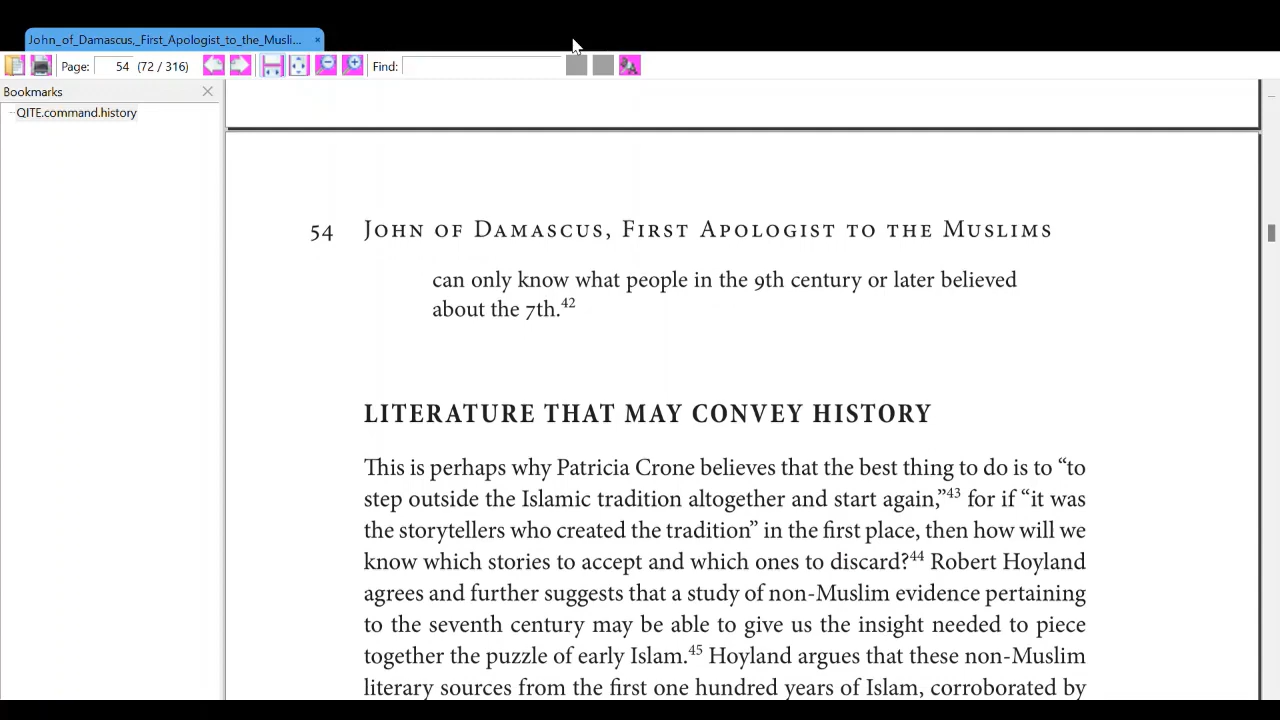 John_of_Damascus,_First_Apologist_to_the_Musli... ×
Page: 54 (72 / 316) Find:
Bookmarks
QITE.command.history
54 John of Damascus, First Apologist to the Muslims
can only know what people in the 9th century or later believed
about the 7th.42
LITERATURE THAT MAY CONVEY HISTORY
This is perhaps why Patricia Crone believes that the best thing to do is to “to
step outside the Islamic tradition altogether and start again,”43 for if “it was
the storytellers who created the tradition” in the first place, then how will we
know which stories to accept and which ones to discard?44 Robert Hoyland
agrees and further suggests that a study of non-Muslim evidence pertaining
to the seventh century may be able to give us the insight needed to piece
together the puzzle of early Islam.45 Hoyland argues that these non-Muslim
literary sources from the first one hundred years of Islam, corroborated by